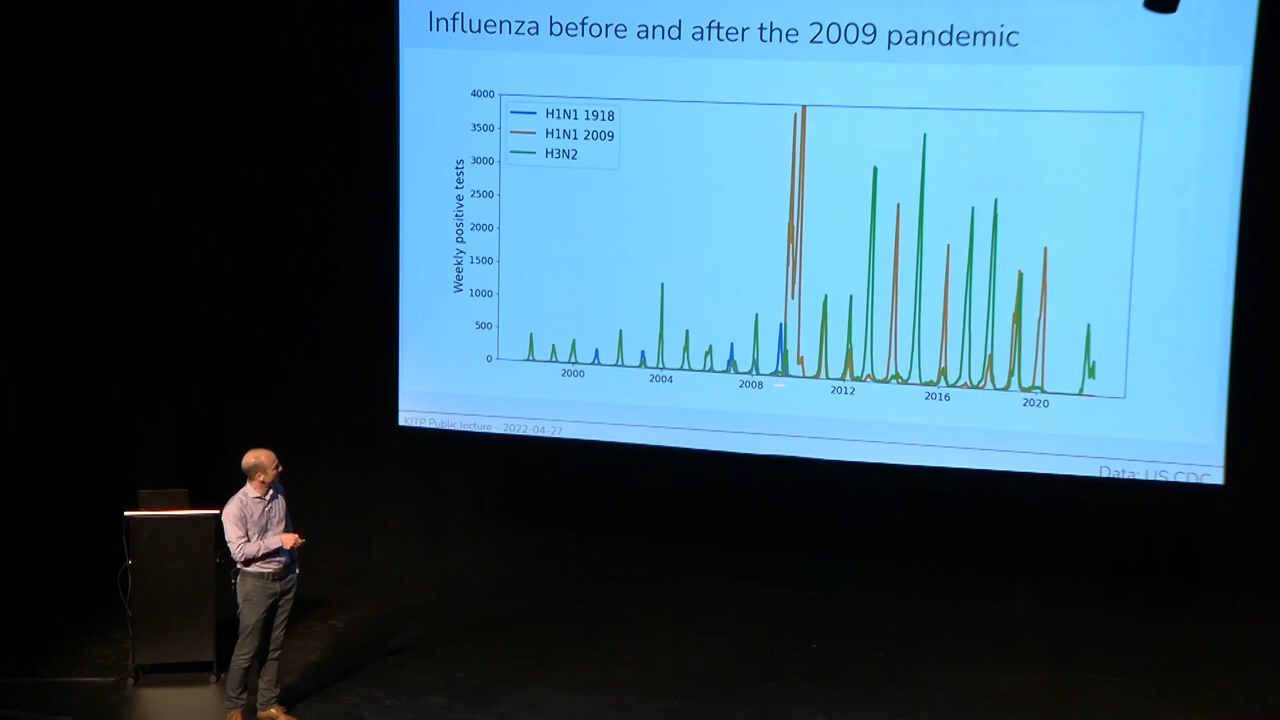 Influenza before and after the 2009 pandemic
4000
3500
3000
2500
2000
1500
1000
500
0
Weekly positive tests
H1N1 1918
H1N1 2009
H3N2
2000
2004
2008
2012
2016
2020
KITP Public lecture - 2022-04-27
Data: US CDC